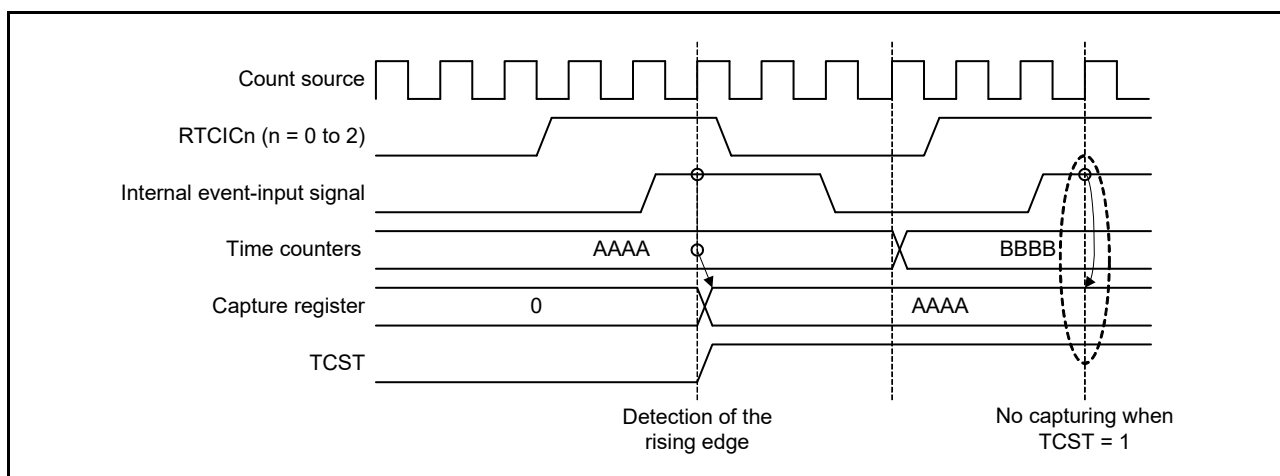 Count source
RTCICn (n = 0 to 2)
Internal event-input signal
Time counters
AAAA
BBBB
Capture register
0
AAAA
TCST
Detection of the
rising edge
No capturing when
TCST = 1